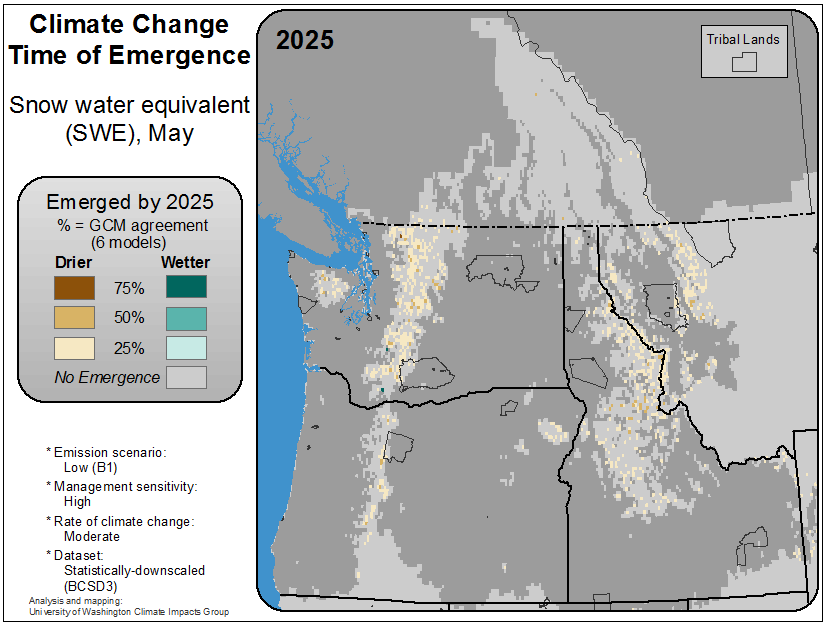 Climate Change
Time of Emergence
Snow water equivalent
(SWE), May
Emerged by 2025
% = GCM agreement
(6 models)
Drier
Wetter
75%
50%
25%
No Emergence
* Emission scenario:
Low (B1)
* Management sensitivity:
High
* Rate of climate change:
Moderate
* Dataset:
Statistically-downscaled
(BCSD3)
Analysis and mapping:
University of Washington Climate Impacts Group
2025
Tribal Lands